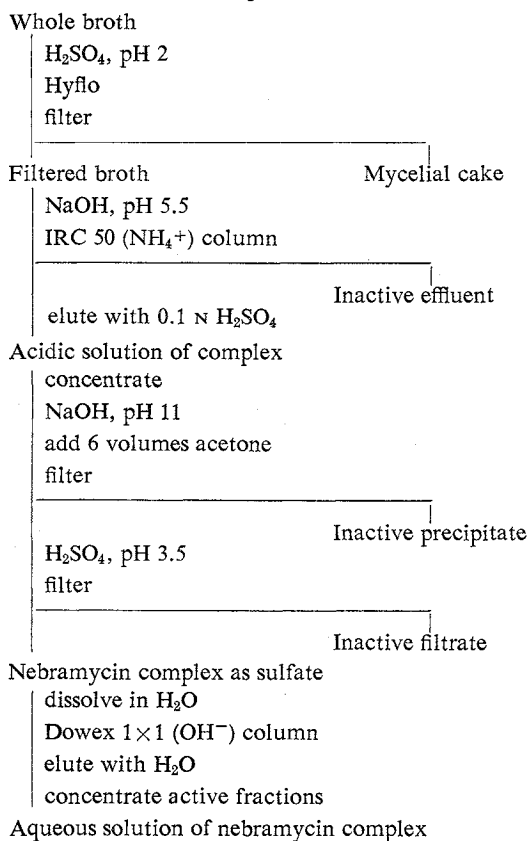 Whole broth
H₂SO₄, pH 2
Hyflo
filter
Filtered broth Mycelial cake
NaOH, pH 5.5
IRC 50 (NH₄⁺) column
Inactive effluent
elute with 0.1 N H₂SO₄
Acidic solution of complex
concentrate
NaOH, pH 11
add 6 volumes acetone
filter
Inactive precipitate
H₂SO₄, pH 3.5
filter
Inactive filtrate
Nebramycin complex as sulfate
dissolve in H₂O
Dowex 1×1 (OH⁻) column
elute with H₂O
concentrate active fractions
Aqueous solution of nebramycin complex